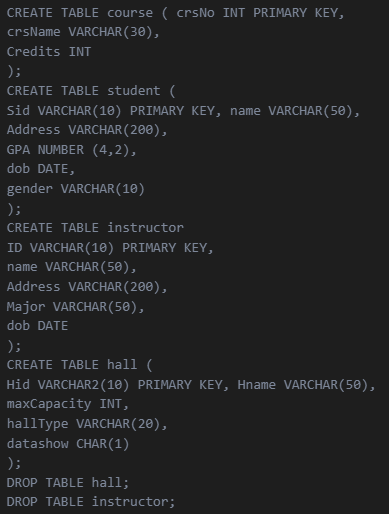 CREATE TABLE course ( crsNo INT PRIMARY KEY,
crsName VARCHAR(30),
Credits INT
);
CREATE TABLE student (
Sid VARCHAR(10) PRIMARY KEY, name VARCHAR(50),
Address VARCHAR(200),
GPA NUMBER (4,2),
dob DATE,
gender VARCHAR(10)
);
CREATE TABLE instructor
ID VARCHAR(10) PRIMARY KEY,
name VARCHAR(50),
Address VARCHAR(200),
Major VARCHAR(50),
dob DATE
);
CREATE TABLE hall (
Hid VARCHAR2(10) PRIMARY KEY, Hname VARCHAR(50),
maxCapacity INT,
hallType VARCHAR(20),
datashow CHAR(1)
);
DROP TABLE hall;
DROP TABLE instructor;